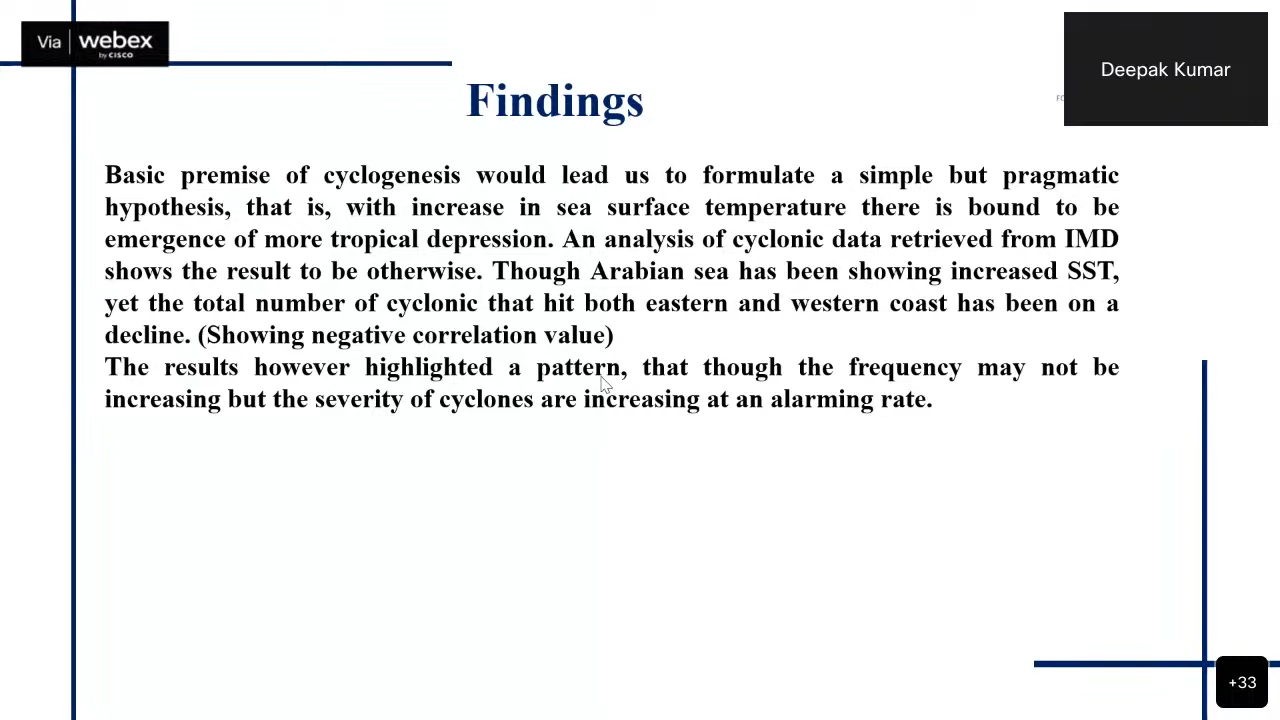 Via webex
by CISCO
Deepak Kumar
Findings
Basic premise of cyclogenesis would lead us to formulate a simple but pragmatic
hypothesis, that is, with increase in sea surface temperature there is bound to be
emergence of more tropical depression. An analysis of cyclonic data retrieved from IMD
shows the result to be otherwise. Though Arabian sea has been showing increased SST,
yet the total number of cyclonic that hit both eastern and western coast has been on a
decline. (Showing negative correlation value)
The results however highlighted a pattern, that though the frequency may not be
increasing but the severity of cyclones are increasing at an alarming rate.
+33